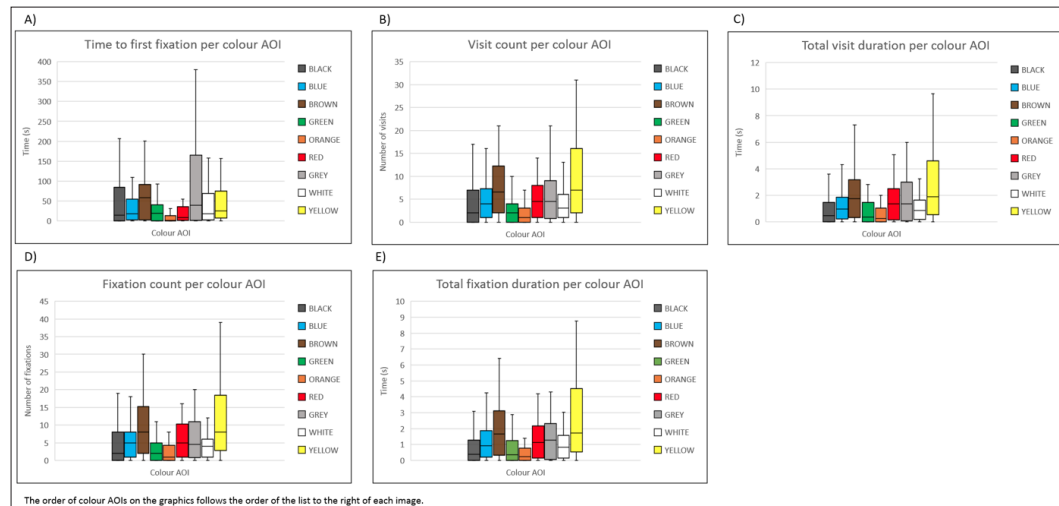 A)
Time to first fixation per colour AOI
400
350
300
250
200
150
100
50
0
Time (s)
Colour AOI
BLACK
BLUE
BROWN
GREEN
ORANGE
RED
GREY
WHITE
YELLOW
B)
Visit count per colour AOI
35
30
25
20
15
10
5
0
Number of visits
Colour AOI
BLACK
BLUE
BROWN
GREEN
ORANGE
RED
GREY
WHITE
YELLOW
C)
Total visit duration per colour AOI
12
10
8
6
4
2
0
Time (s)
Colour AOI
BLACK
BLUE
BROWN
GREEN
ORANGE
RED
GREY
WHITE
YELLOW
D)
Fixation count per colour AOI
45
40
35
30
25
20
15
10
5
0
Number of fixations
Colour AOI
BLACK
BLUE
BROWN
GREEN
ORANGE
RED
GREY
WHITE
YELLOW
E)
Total fixation duration per colour AOI
10
9
8
7
6
5
4
3
2
1
0
Time (s)
Colour AOI
BLACK
BLUE
BROWN
GREEN
ORANGE
RED
GREY
WHITE
YELLOW
The order of colour AOIs on the graphics follows the order of the list to the right of each image.